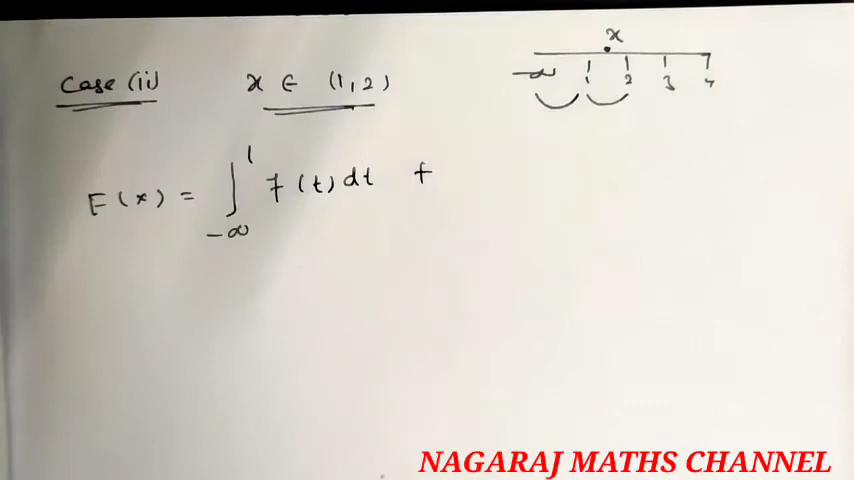 x
Case (ii) x ∈ (1,2)
-∞ 1 2 3 4
F(x) = ∫_{-∞}^{1} f(t) dt +
NAGARAJ MATHS CHANNEL